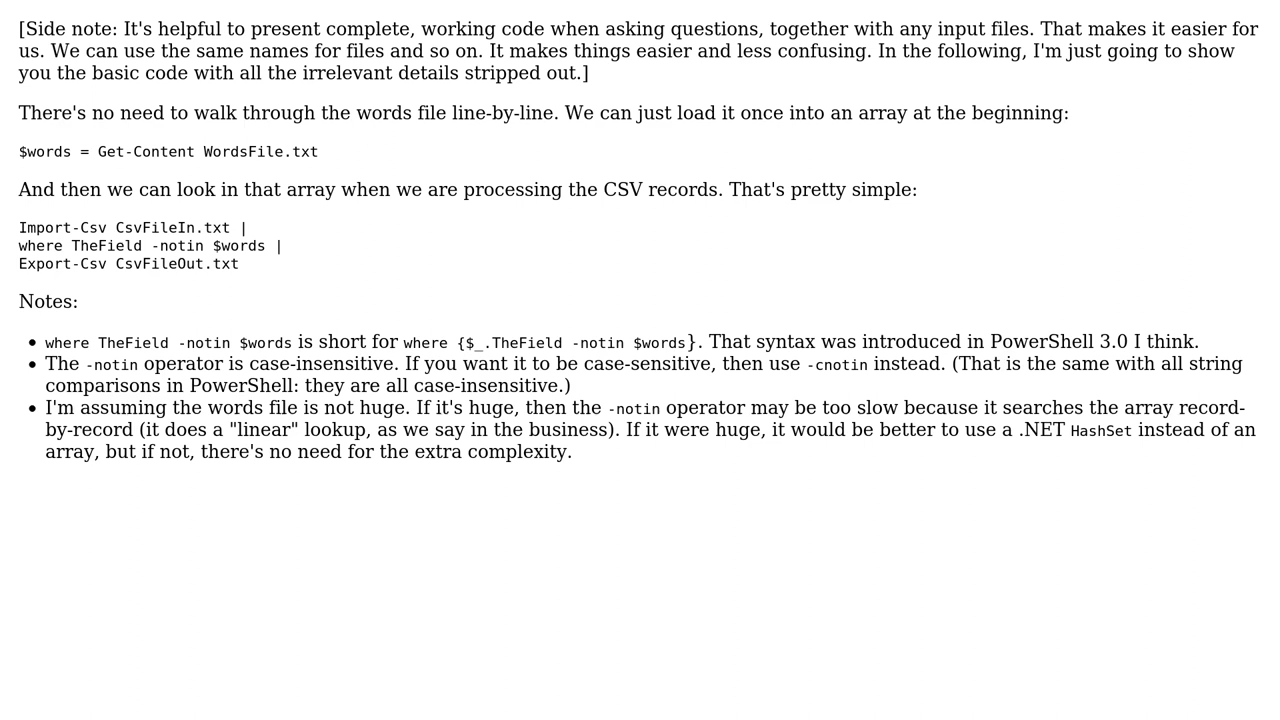 [Side note: It's helpful to present complete, working code when asking questions, together with any input files. That makes it easier for
us. We can use the same names for files and so on. It makes things easier and less confusing. In the following, I'm just going to show
you the basic code with all the irrelevant details stripped out.]
There's no need to walk through the words file line-by-line. We can just load it once into an array at the beginning:
$words = Get-Content WordsFile.txt
And then we can look in that array when we are processing the CSV records. That's pretty simple:
Import-Csv CsvFileIn.txt |
where TheField -notin $words |
Export-Csv CsvFileOut.txt
Notes:
• where TheField -notin $words is short for where {$_.TheField -notin $words}. That syntax was introduced in PowerShell 3.0 I think.
• The -notin operator is case-insensitive. If you want it to be case-sensitive, then use -cnotin instead. (That is the same with all string
comparisons in PowerShell: they are all case-insensitive.)
• I'm assuming the words file is not huge. If it's huge, then the -notin operator may be too slow because it searches the array record-
by-record (it does a "linear" lookup, as we say in the business). If it were huge, it would be better to use a .NET HashSet instead of an
array, but if not, there's no need for the extra complexity.